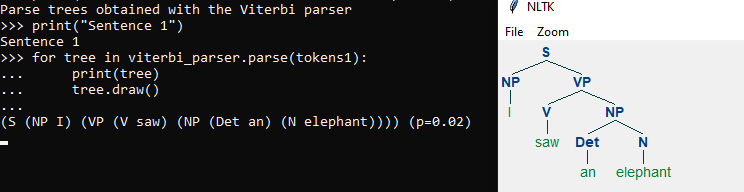 Parse trees obtained with the Viterbi parser
>>> print("Sentence 1")
Sentence 1
>>> for tree in viterbi_parser.parse(tokens1):
...     print(tree)
...     tree.draw()
...
(S (NP I) (VP (V saw) (NP (Det an) (N elephant)))) (p=0.02)
NLTK
File Zoom
S
NP VP
I V NP
saw Det N
an elephant